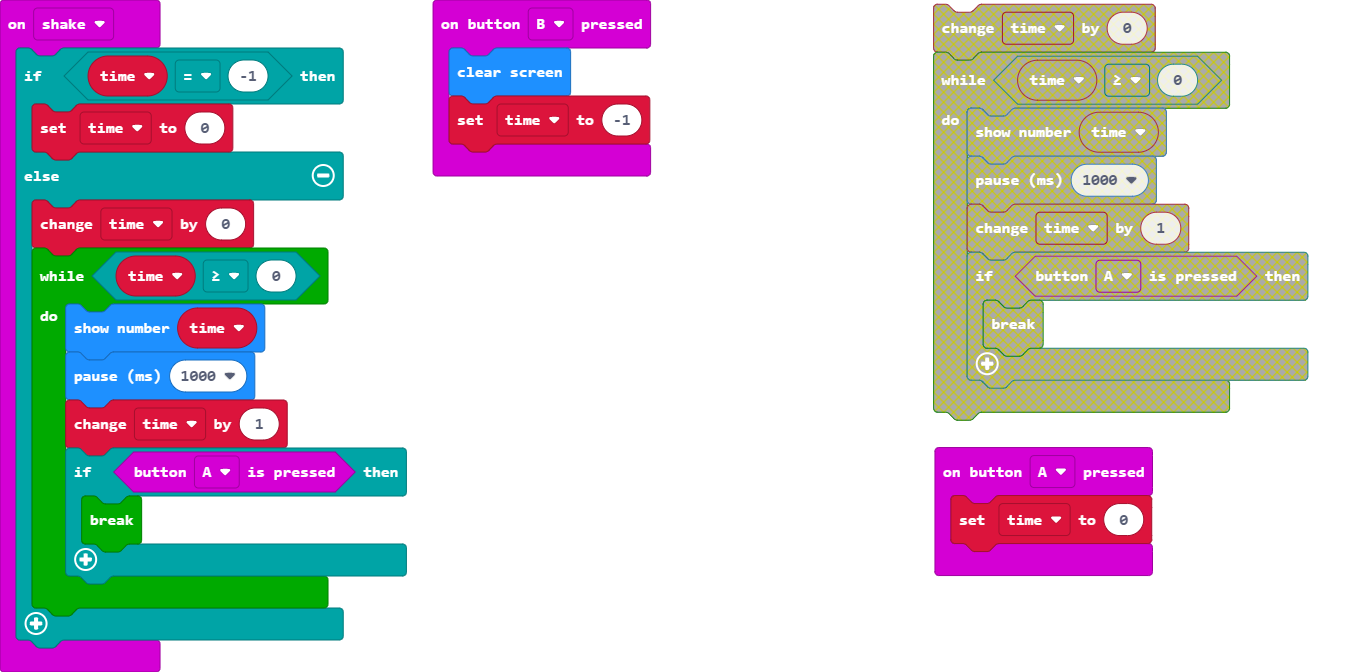 on shake
if time = -1 then
set time to 0
else
change time by 0
while time ≥ 0
do
show number time
pause (ms) 1000
change time by 1
if button A is pressed then
break
on button B pressed
clear screen
set time to -1
change time by 0
while time ≥ 0
do
show number time
pause (ms) 1000
change time by 1
if button A is pressed then
break
on button A pressed
set time to 0